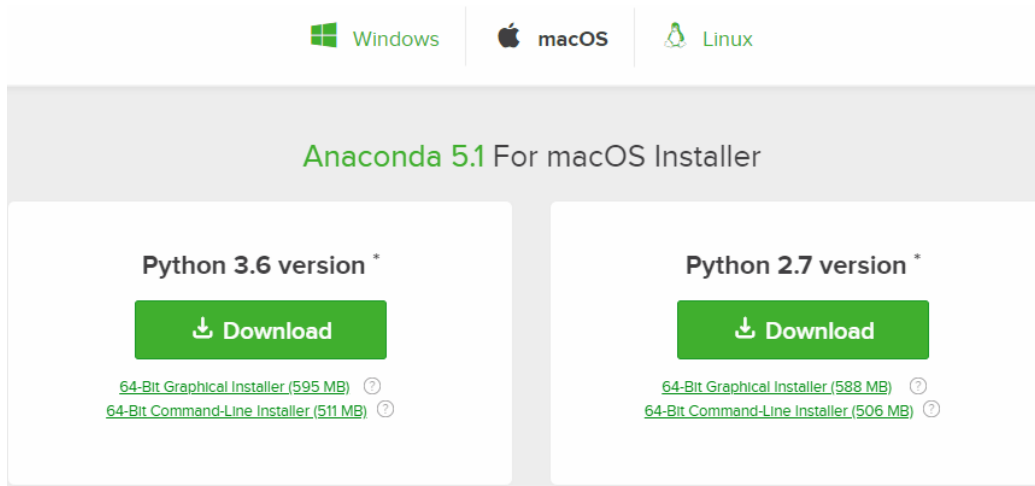 Windows macOS Linux
Anaconda 5.1 For macOS Installer
Python 3.6 version *
Download
64-Bit Graphical Installer (595 MB) ?
64-Bit Command-Line Installer (511 MB) ?
Python 2.7 version *
Download
64-Bit Graphical Installer (588 MB) ?
64-Bit Command-Line Installer (506 MB) ?